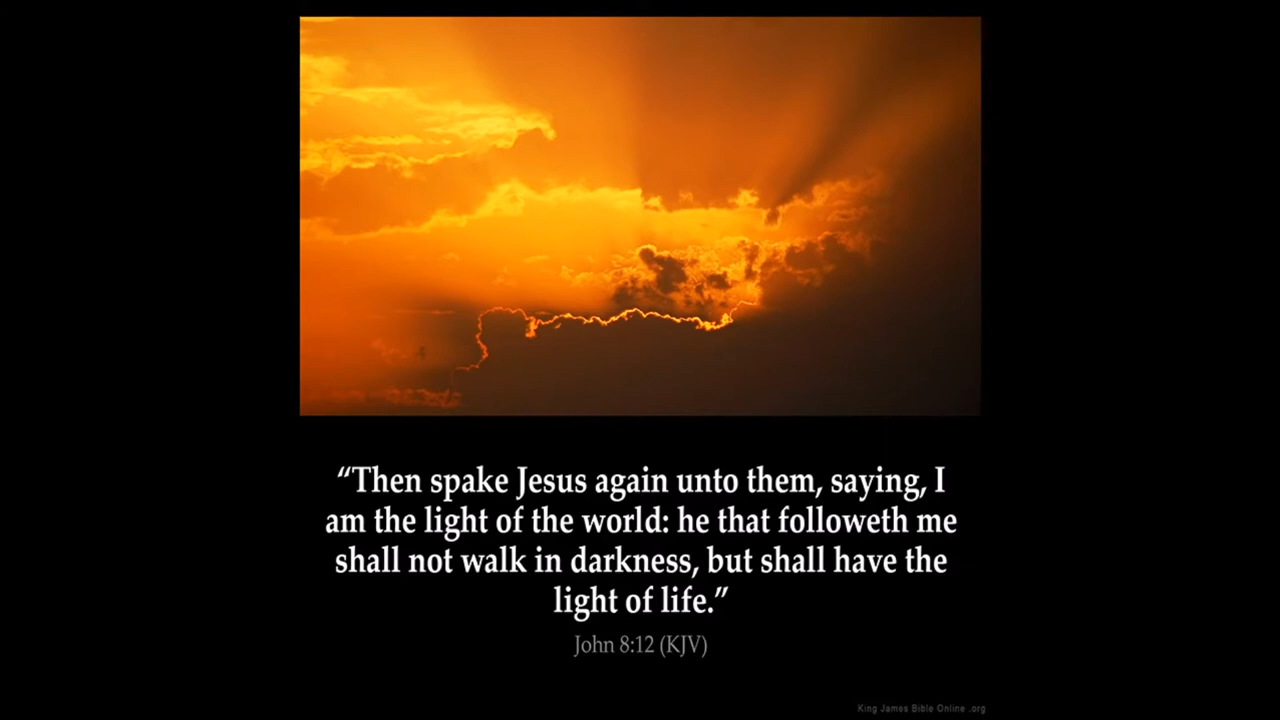 “Then spake Jesus again unto them, saying, I
am the light of the world: he that followeth me
shall not walk in darkness, but shall have the
light of life.”
John 8:12 (KJV)
King James Bible Online .org